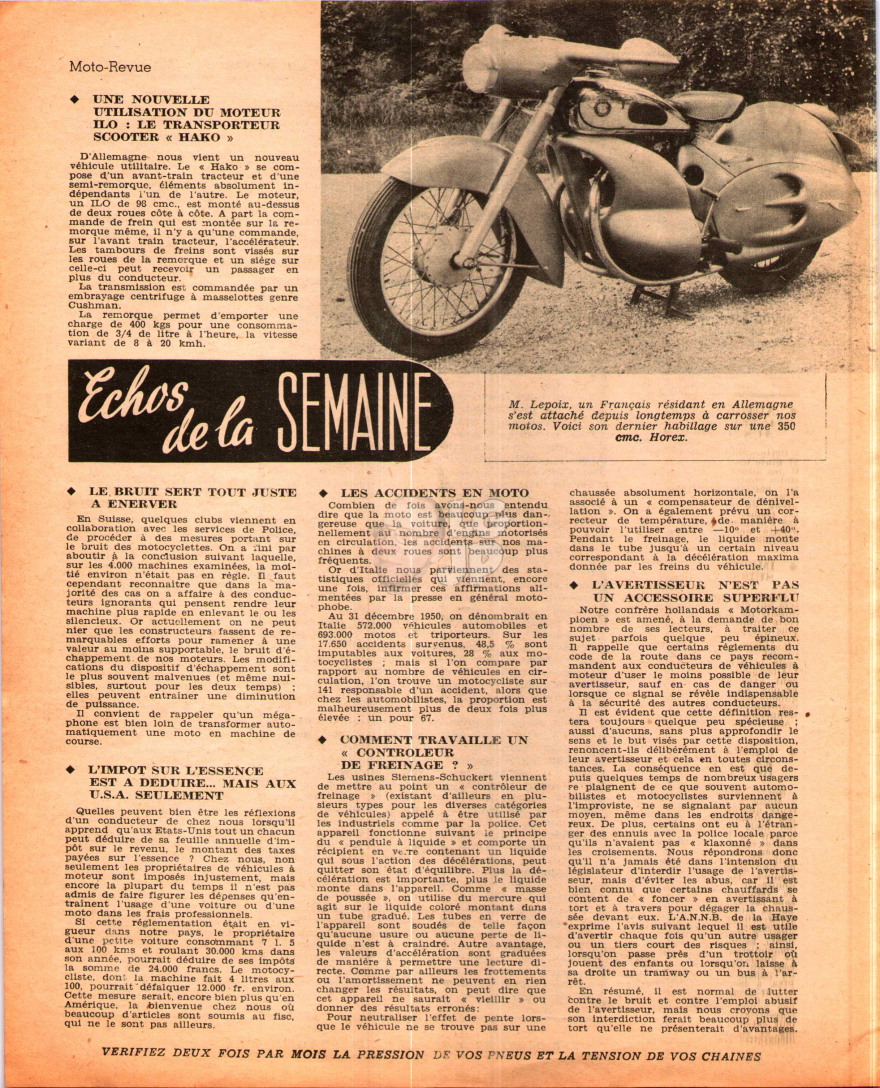 Moto-Revue
◆ UNE NOUVELLE
UTILISATION DU MOTEUR
ILO : LE TRANSPORTEUR
SCOOTER « HAKO »
D'Allemagne nous vient un nouveau
véhicule utilitaire. Le « Hako » se com-
pose d'un avant-train tracteur et d'une
semi-remorque, éléments absolument in-
dépendants l'un de l'autre. Le moteur,
un ILO de 98 cmc., est monté au-dessus
de deux roues côte à côte. A part la com-
mande de frein qui est montée sur la re-
morque même, il n'y a qu'une commande,
sur l'avant train tracteur, l'accélérateur.
Les tambours de freins sont vissés sur
les roues de la remorque et un siége sur
celle-ci peut recevoir un passager en
plus du conducteur.
La transmission est commandée par un
embrayage centrifuge à masselottes genre
Cushman.
La remorque permet d'emporter une
charge de 400 kgs pour une consomma-
tion de 3/4 de litre à l'heure, la vitesse
variant de 8 à 20 kmh.
Echos
de la SEMAINE
M. Lepoix, un Français résidant en Allemagne
s'est attaché depuis longtemps à carrosser nos
motos. Voici son dernier habillage sur une 350
cmc. Horex.
◆ LE BRUIT SERT TOUT JUSTE
A ENERVER
En Suisse, quelques clubs viennent en
collaboration avec les services de Police,
de procéder à des mesures portant sur
le bruit des motocyclettes. On a fini par
aboutir à la conclusion suivant laquelle,
sur les 4.000 machines examinées, la moi-
tié environ n'était pas en règle. Il faut
cependant reconnaître que dans la ma-
jorité des cas on a affaire à des conduc-
teurs ignorants qui pensent rendre leur
machine plus rapide en enlevant le ou les
silencieux. Or actuellement on ne peut
nier que les constructeurs fassent de re-
marquables efforts pour ramener à une
valeur au moins supportable, le bruit d'é-
chappement de nos moteurs. Les modifi-
cations du dispositif d'échappement sont
le plus souvent malvenues (et même nui-
sibles, surtout pour les deux temps) ;
elles peuvent entraîner une diminution
de puissance.
Il convient de rappeler qu'un méga-
phone est bien loin de transformer auto-
matiquement une moto en machine de
course.
◆ L'IMPOT SUR L'ESSENCE
EST A DEDUIRE... MAIS AUX
U.S.A. SEULEMENT
Quelles peuvent bien être les réflexions
d'un conducteur de chez nous lorsqu'il
apprend qu'aux Etats-Unis tout un chacun
peut déduire de sa feuille annuelle d'im-
pôt sur le revenu, le montant des taxes
payées sur l'essence ? Chez nous, non
seulement les propriétaires de véhicules à
moteur sont imposés injustement, mais
encore la plupart du temps il n'est pas
admis de faire figurer les dépenses qu'en-
traînent l'usage d'une voiture ou d'une
moto dans les frais professionnels.
Si cette réglementation était en vi-
gueur dans notre pays, le propriétaire
d'une petite voiture consommant 7 l. 5
aux 100 kms et roulant 30.000 kms dans
son année, pourrait déduire de ses impôts
la somme de 24.000 francs. Le motocy-
cliste, dont la machine fait 4 litres aux
100, pourrait défalquer 12.000 fr. environ.
Cette mesure serait, encore bien plus qu'en
Amérique, la bienvenue chez nous où
beaucoup d'articles sont soumis au fisc,
qui ne le sont pas ailleurs.
◆ LES ACCIDENTS EN MOTO
Combien de fois avons-nous entendu
dire que la moto est beaucoup plus dan-
gereuse que la voiture, que proportion-
nellement au nombre d'engins motorisés
en circulation, les accidents sur nos ma-
chines à deux roues sont beaucoup plus
fréquents.
Or d'Italie nous parviennent des sta-
tistiques officielles qui viennent, encore
une fois, infirmer ces affirmations ali-
mentées par la presse en général moto-
phobe.
Au 31 décembre 1950, on dénombrait en
Italie 572.000 véhicules automobiles et
693.000 motos et triporteurs. Sur les
17.650 accidents survenus, 48,5 % sont
imputables aux voitures, 28 % aux mo-
tocyclistes ; mais si l'on compare par
rapport au nombre de véhicules en cir-
culation, l'on trouve un motocycliste sur
141 responsable d'un accident, alors que
chez les automobilistes, la proportion est
malheureusement plus de deux fois plus
élevée : un pour 67.
◆ COMMENT TRAVAILLE UN
« CONTROLEUR
DE FREINAGE ? »
Les usines Siemens-Schuckert viennent
de mettre au point un « contrôleur de
freinage » (existant d'ailleurs en plu-
sieurs types pour les diverses catégories
de véhicules) appelé à être utilisé par
les industriels comme par la police. Cet
appareil fonctionne suivant le principe
du « pendule à liquide » et comporte un
récipient en verre contenant un liquide
qui sous l'action des décélérations, peut
quitter son état d'équilibre. Plus la dé-
célération est importante, plus le liquide
monte dans l'appareil. Comme « masse
de poussée », on utilise du mercure qui
agit sur le liquide coloré montant dans
un tube gradué. Les tubes en verre de
l'appareil sont soudés de telle façon
qu'aucune usure ou aucune perte de li-
quide n'est à craindre. Autre avantage,
les valeurs d'accélération sont graduées
de manière à permettre une lecture di-
recte. Comme par ailleurs les frottements
ou l'amortissement ne peuvent en rien
changer les résultats, on peut dire que
cet appareil ne saurait « vieillir » ou
donner des résultats erronés:
Pour neutraliser l'effet de pente lors-
que le véhicule ne se trouve pas sur une
chaussée absolument horizontale, on l'a
associé à un « compensateur de dénivel-
lation ». On a également prévu un cor-
recteur de température, de manière à
pouvoir l'utiliser entre —10° et +40°.
Pendant le freinage, le liquide monte
dans le tube jusqu'à un certain niveau
correspondant à la décélération maxima
donnée par les freins du véhicule.
◆ L'AVERTISSEUR N'EST PAS
UN ACCESSOIRE SUPERFLU
Notre confrère hollandais « Motorkam-
pioen » est amené, à la demande de bon
nombre de ses lecteurs, à traiter ce
sujet parfois quelque peu épineux.
Il rappelle que certains réglements du
code de la route dans ce pays recom-
mandent aux conducteurs de véhicules à
moteur d'user le moins possible de leur
avertisseur, sauf en cas de danger ou
lorsque ce signal se révèle indispensable
à la sécurité des autres conducteurs.
Il est évident que cette définition res-
tera toujours quelque peu spécieuse ;
aussi d'aucuns, sans plus approfondir le
sens et le but visés par cette disposition,
renoncent-ils délibérément à l'emploi de
leur avertisseur et cela en toutes circons-
tances. La conséquence en est que de-
puis quelques temps de nombreux usagers
se plaignent de ce que souvent automo-
bilistes et motocyclistes surviennent à
l'improviste, ne se signalant par aucun
moyen, même dans les endroits dange-
reux. De plus, certains ont eu à l'étran-
ger des ennuis avec la police locale parce
qu'ils n'avaient pas « klaxonné » dans
les croisements. Nous répondrons donc
qu'il n'a jamais été dans l'intension du
législateur d'interdir l'usage de l'avertis-
seur, mais d'éviter les abus, car il est
bien connu que certains chauffards se
content de « foncer » en avertissant à
tort et à travers pour dégager la chaus-
sée devant eux. L'A.N.N.B. de la Haye
exprime l'avis suivant lequel il est utile
d'avertir chaque fois qu'un autre usager
ou un tiers court des risques ; ainsi,
lorsqu'on passe près d'un trottoir où
jouent des enfants ou lorsqu'on laisse à
sa droite un tramway ou un bus à l'ar-
rêt.
En résumé, il est normal de lutter
contre le bruit et contre l'emploi abusif
de l'avertisseur, mais nous croyons que
son interdiction ferait beaucoup plus de
tort qu'elle ne présenterait d'avantages.
VERIFIEZ DEUX FOIS PAR MOIS LA PRESSION DE VOS PNEUS ET LA TENSION DE VOS CHAINES